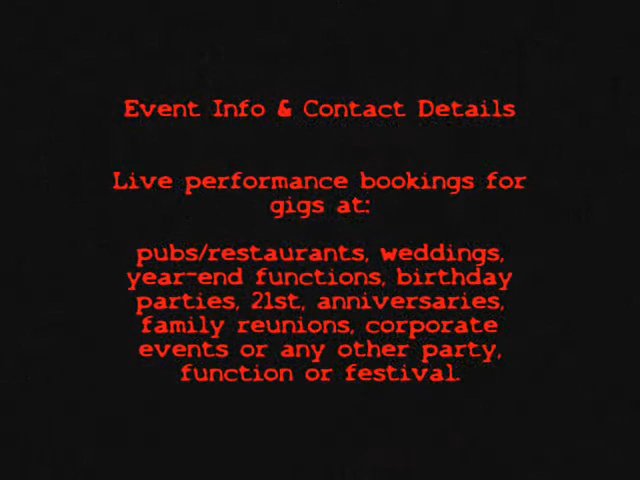 Event Info & Contact Details
Live performance bookings for
gigs at:
pubs/restaurants, weddings,
year-end functions, birthday
parties, 21st, anniversaries,
family reunions, corporate
events or any other party,
function or festival.